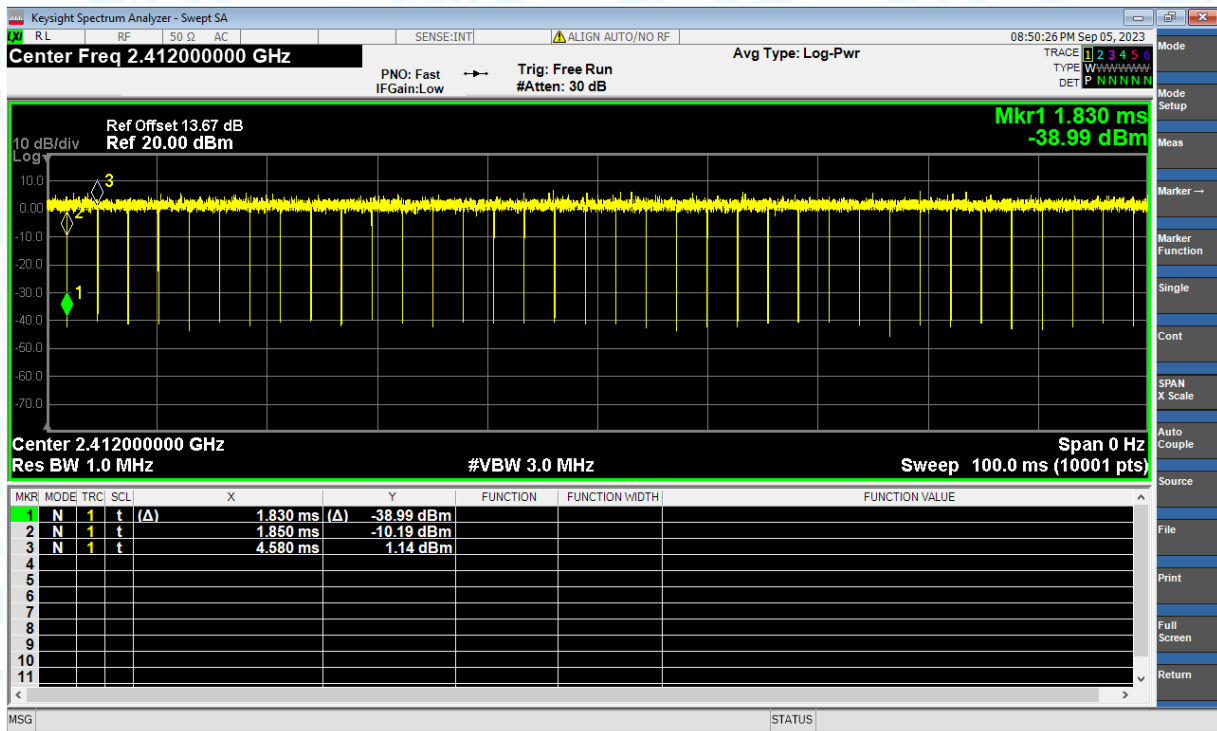 Keysight Spectrum Analyzer - Swept SA
LXI RL RF 50 Ω AC SENSE:INT ALIGN AUTO/NO RF 08:50:26 PM Sep 05, 2023
Center Freq 2.412000000 GHz
PNO: Fast
IFGain:Low
Trig: Free Run
#Atten: 30 dB
Avg Type: Log-Pwr
TRACE 1 2 3 4 5 6
TYPE WWWWWW
DET P N N N N N
Mkr1 1.830 ms
-38.99 dBm
Ref Offset 13.67 dB
10 dB/div Ref 20.00 dBm
Log
10.0
0.00
-10.0
-20.0
-30.0
-40.0
-50.0
-60.0
-70.0
3
2
1
Center 2.412000000 GHz Span 0 Hz
Res BW 1.0 MHz #VBW 3.0 MHz Sweep 100.0 ms (10001 pts)
MKR MODE TRC SCL X Y FUNCTION FUNCTION WIDTH FUNCTION VALUE
1 N 1 t (Δ) 1.830 ms (Δ) -38.99 dBm
2 N 1 t 1.850 ms -10.19 dBm
3 N 1 t 4.580 ms 1.14 dBm
4
5
6
7
8
9
10
11
MSG STATUS
Mode
Mode
Setup
Meas
Marker →
Marker
Function
Single
Cont
SPAN
X Scale
Auto
Couple
Source
File
Print
Full
Screen
Return